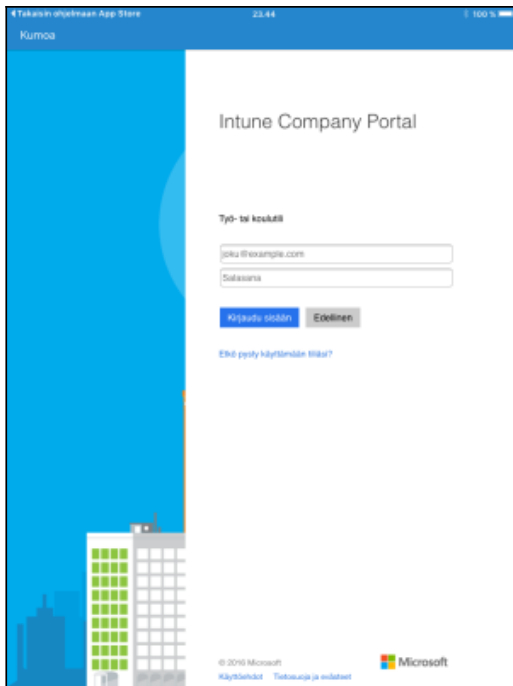 Takaisin ohjelmaan App Store
23.44
100 %
Kumoa
Intune Company Portal
Työ- tai koulutili
joku@example.com
Salasana
Kirjaudu sisään
Edellinen
Etkö pysty käyttämään tiliäsi?
© 2016 Microsoft
Microsoft
Käyttöehdot Tietosuoja ja evästeet